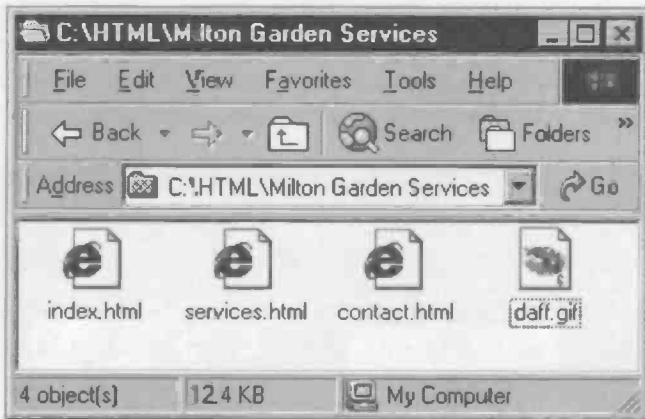 C:\HTML\Milton Garden Services
File Edit View Favorites Tools Help
Back Search Folders »
Address C:\HTML\Milton Garden Services Go
index.html services.html contact.html daff.gif
4 object(s) 12.4 KB My Computer